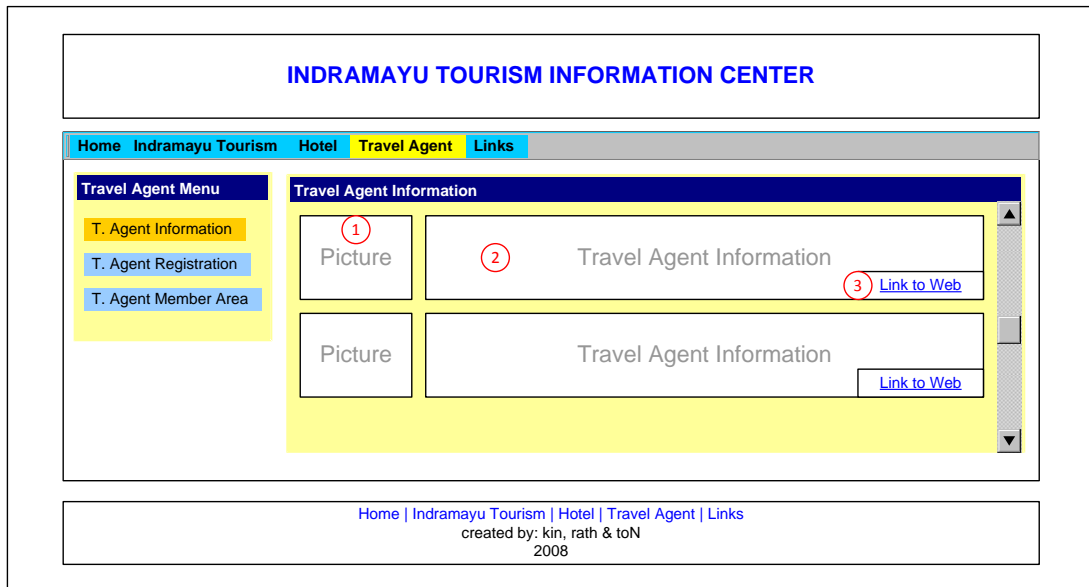 INDRAMAYU TOURISM INFORMATION CENTER
Home Indramayu Tourism Hotel Travel Agent Links
Travel Agent Menu
T. Agent Information
T. Agent Registration
T. Agent Member Area
Travel Agent Information
1
Picture
2
Travel Agent Information
3
Link to Web
Picture
Travel Agent Information
Link to Web
Home | Indramayu Tourism | Hotel | Travel Agent | Links
created by: kin, rath & toN
2008